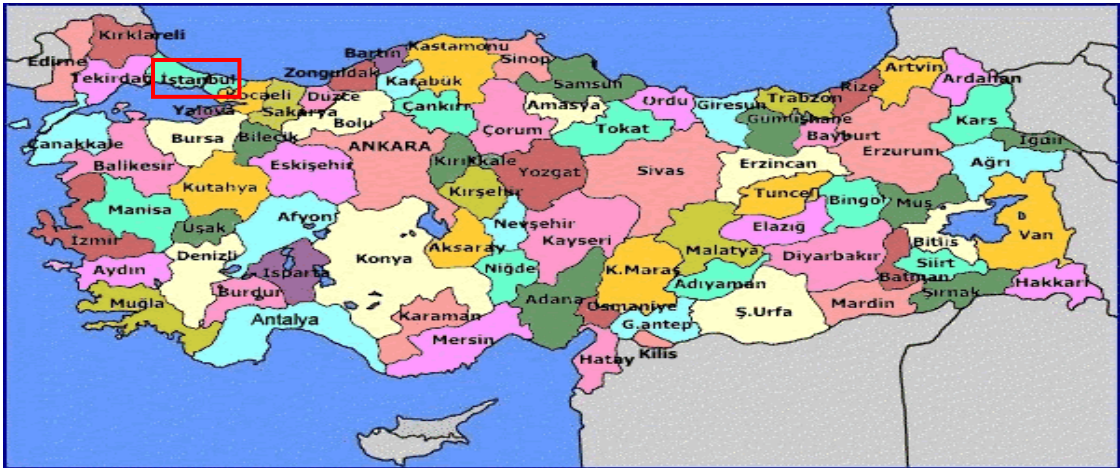 Kırklareli
Edirne
Tekirdağ
İstanbul
Kocaeli
Yalova
Sakarya
Düzce
Zonguldak
Bartın
Karabük
Kastamonu
Sinop
Samsun
Çankırı
Bolu
Çanakkale
Balikesir
Bursa
Bilecik
Eskişehir
ANKARA
Kırıkkale
Çorum
Amasya
Tokat
Ordu
Giresun
Trabzon
Gümüşhane
Rize
Artvin
Ardahan
Kars
Iğdır
Bayburt
Erzurum
Ağrı
Erzincan
Sivas
Yozgat
Kırşehir
Kutahya
Manisa
Uşak
Afyon
İzmir
Aydın
Denizli
Isparta
Burdur
Muğla
Antalya
Konya
Aksaray
Nevşehir
Niğde
Kayseri
Karaman
Mersin
Adana
K.Maraş
Osmaniye
Hatay
Kilis
G.antep
Adıyaman
Malatya
Ş.Urfa
Tunceli
Elazığ
Bingöl
Muş
Diyarbakır
Mardin
Batman
Bitlis
Siirt
Şırnak
Van
Hakkari